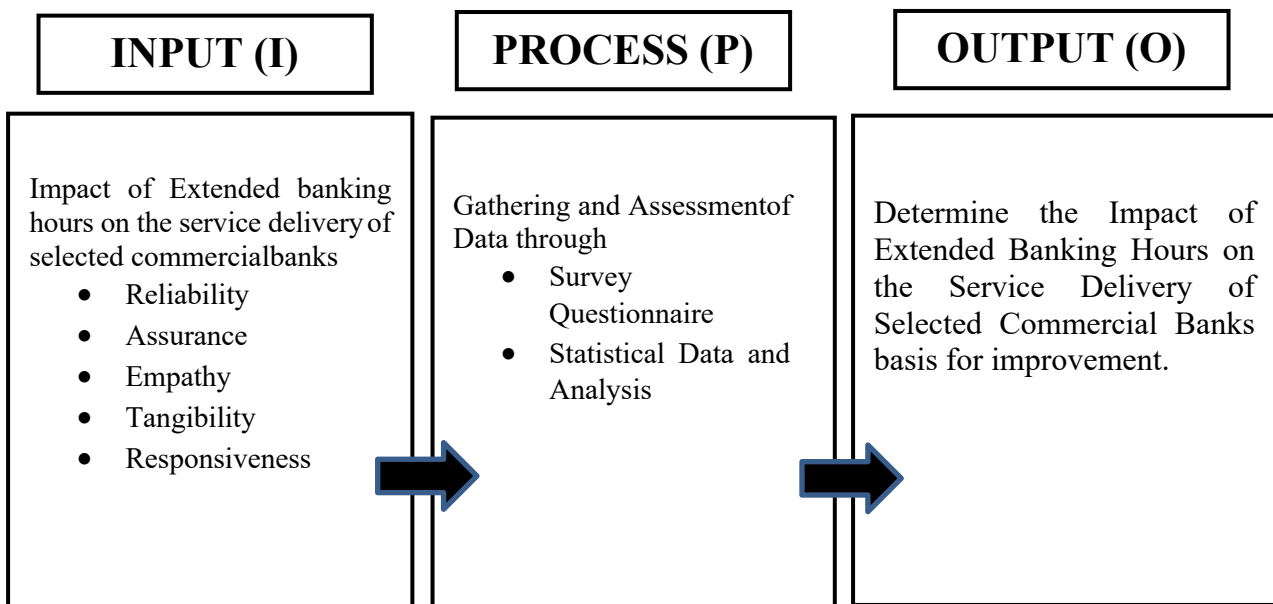 INPUT (I)
PROCESS (P)
OUTPUT (O)
Impact of Extended banking
hours on the service delivery of
selected commercialbanks
• Reliability
• Assurance
• Empathy
• Tangibility
• Responsiveness
Gathering and Assessmentof
Data through
• Survey
Questionnaire
• Statistical Data and
Analysis
Determine the Impact of
Extended Banking Hours on
the Service Delivery of
Selected Commercial Banks
basis for improvement.